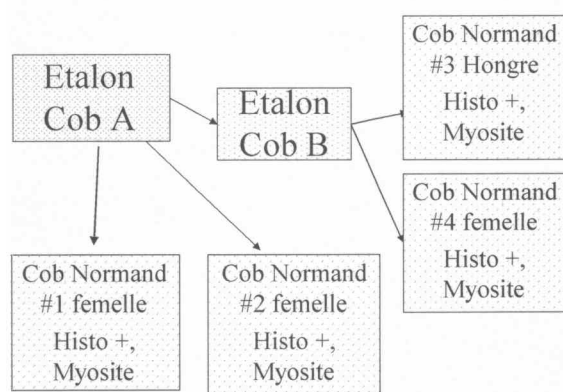 Etalon
Cob A
Etalon
Cob B
Cob Normand
#3 Hongre
Histo +,
Myosite
Cob Normand
#4 femelle
Histo +,
Myosite
Cob Normand
#1 femelle
Histo +,
Myosite
Cob Normand
#2 femelle
Histo +,
Myosite